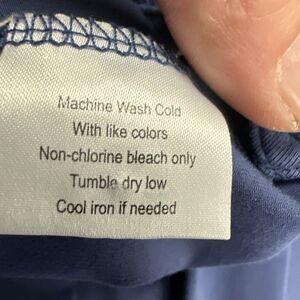 Machine Wash Cold
With like colors
Non-chlorine bleach only
Tumble dry low
Cool iron if needed